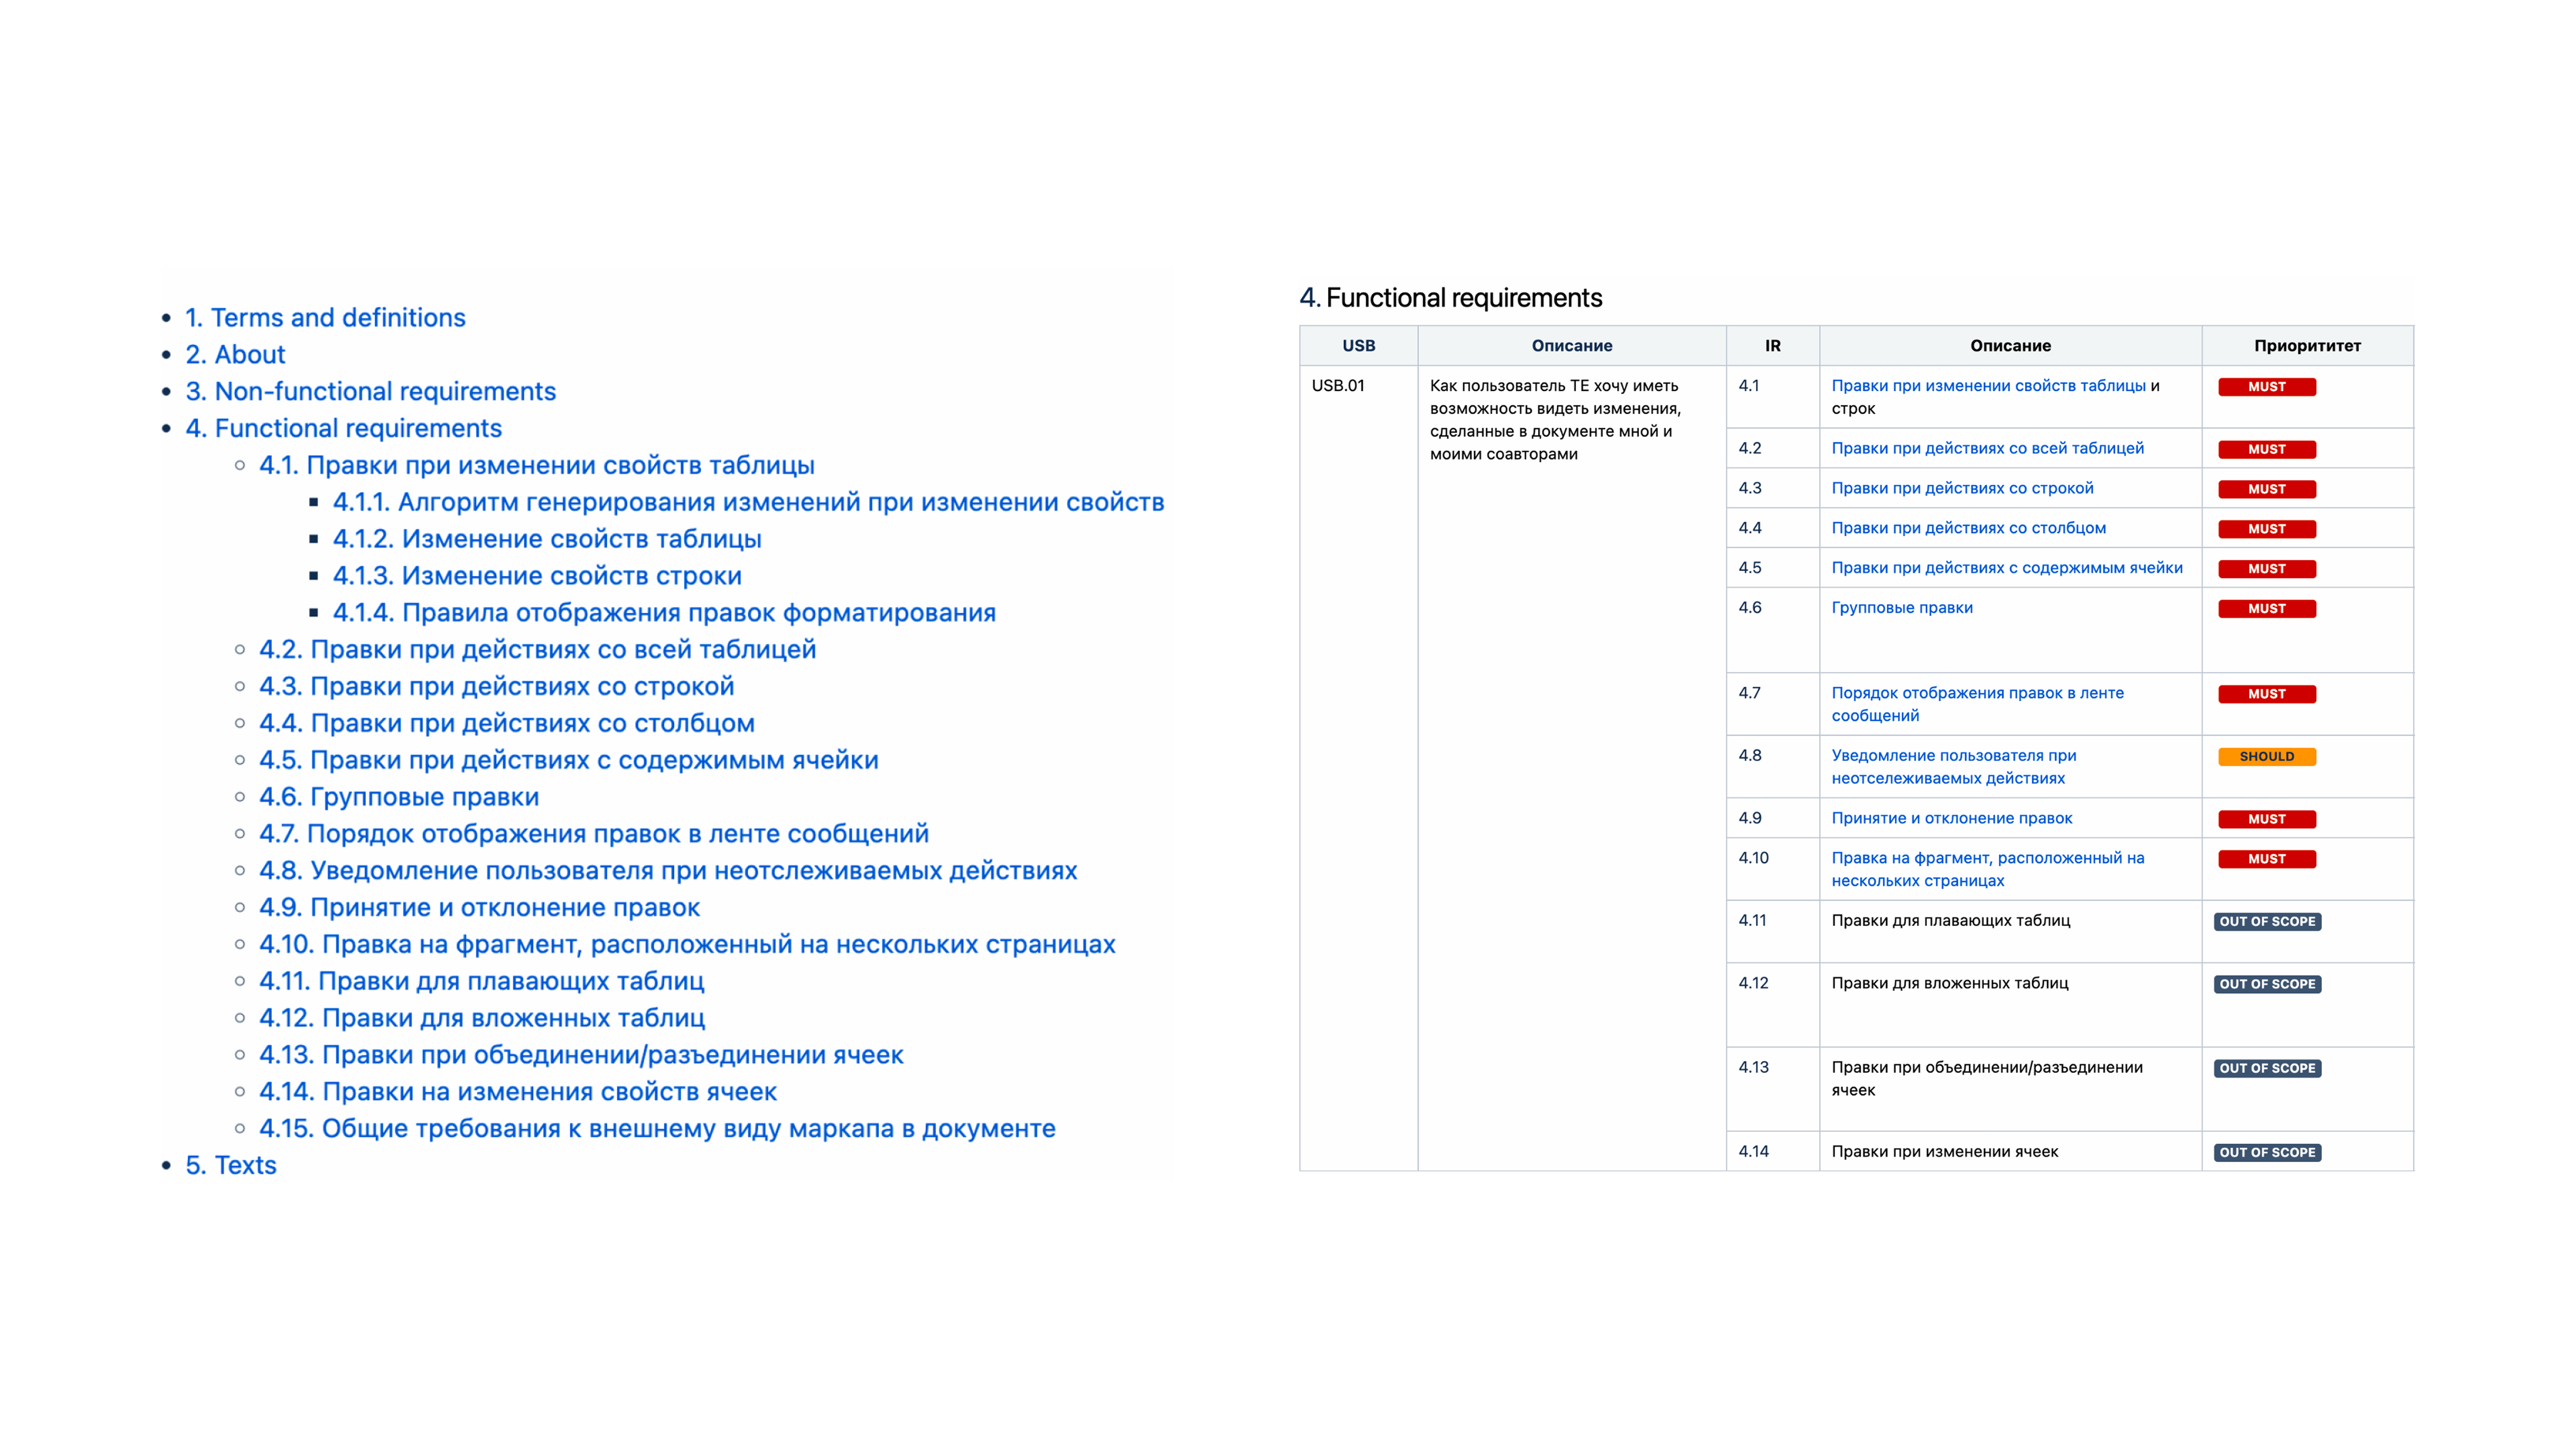 1. Terms and definitions
2. About
3. Non-functional requirements
4. Functional requirements
4.1. Правки при изменении свойств таблицы
4.1.1. Алгоритм генерирования изменений при изменении свойств
4.1.2. Изменение свойств таблицы
4.1.3. Изменение свойств строки
4.1.4. Правила отображения правок форматирования
4.2. Правки при действиях со всей таблицей
4.3. Правки при действиях со строкой
4.4. Правки при действиях со столбцом
4.5. Правки при действиях с содержимым ячейки
4.6. Групповые правки
4.7. Порядок отображения правок в ленте сообщений
4.8. Уведомление пользователя при неотслеживаемых действиях
4.9. Принятие и отклонение правок
4.10. Правка на фрагмент, расположенный на нескольких страницах
4.11. Правки для плавающих таблиц
4.12. Правки для вложенных таблиц
4.13. Правки при объединении/разъединении ячеек
4.14. Правки на изменения свойств ячеек
4.15. Общие требования к внешнему виду маркапа в документе
5. Texts
4. Functional requirements
USB Описание IR Описание Приорититет
USB.01
Как пользователь ТЕ хочу иметь
возможность видеть изменения,
сделанные в документе мной и
моими соавторами
4.1 Правки при изменении свойств таблицы и MUST
строк
4.2 Правки при действиях со всей таблицей MUST
4.3 Правки при действиях со строкой MUST
4.4 Правки при действиях со столбцом MUST
4.5 Правки при действиях с содержимым ячейки MUST
4.6 Групповые правки MUST
4.7 Порядок отображения правок в ленте MUST
сообщений
4.8 Уведомление пользователя при SHOULD
неотсележиваемых действиях
4.9 Принятие и отклонение правок MUST
4.10 Правка на фрагмент, расположенный на MUST
нескольких страницах
4.11 Правки для плавающих таблиц OUT OF SCOPE
4.12 Правки для вложенных таблиц OUT OF SCOPE
4.13 Правки при объединении/разъединении OUT OF SCOPE
ячеек
4.14 Правки при изменении ячеек OUT OF SCOPE